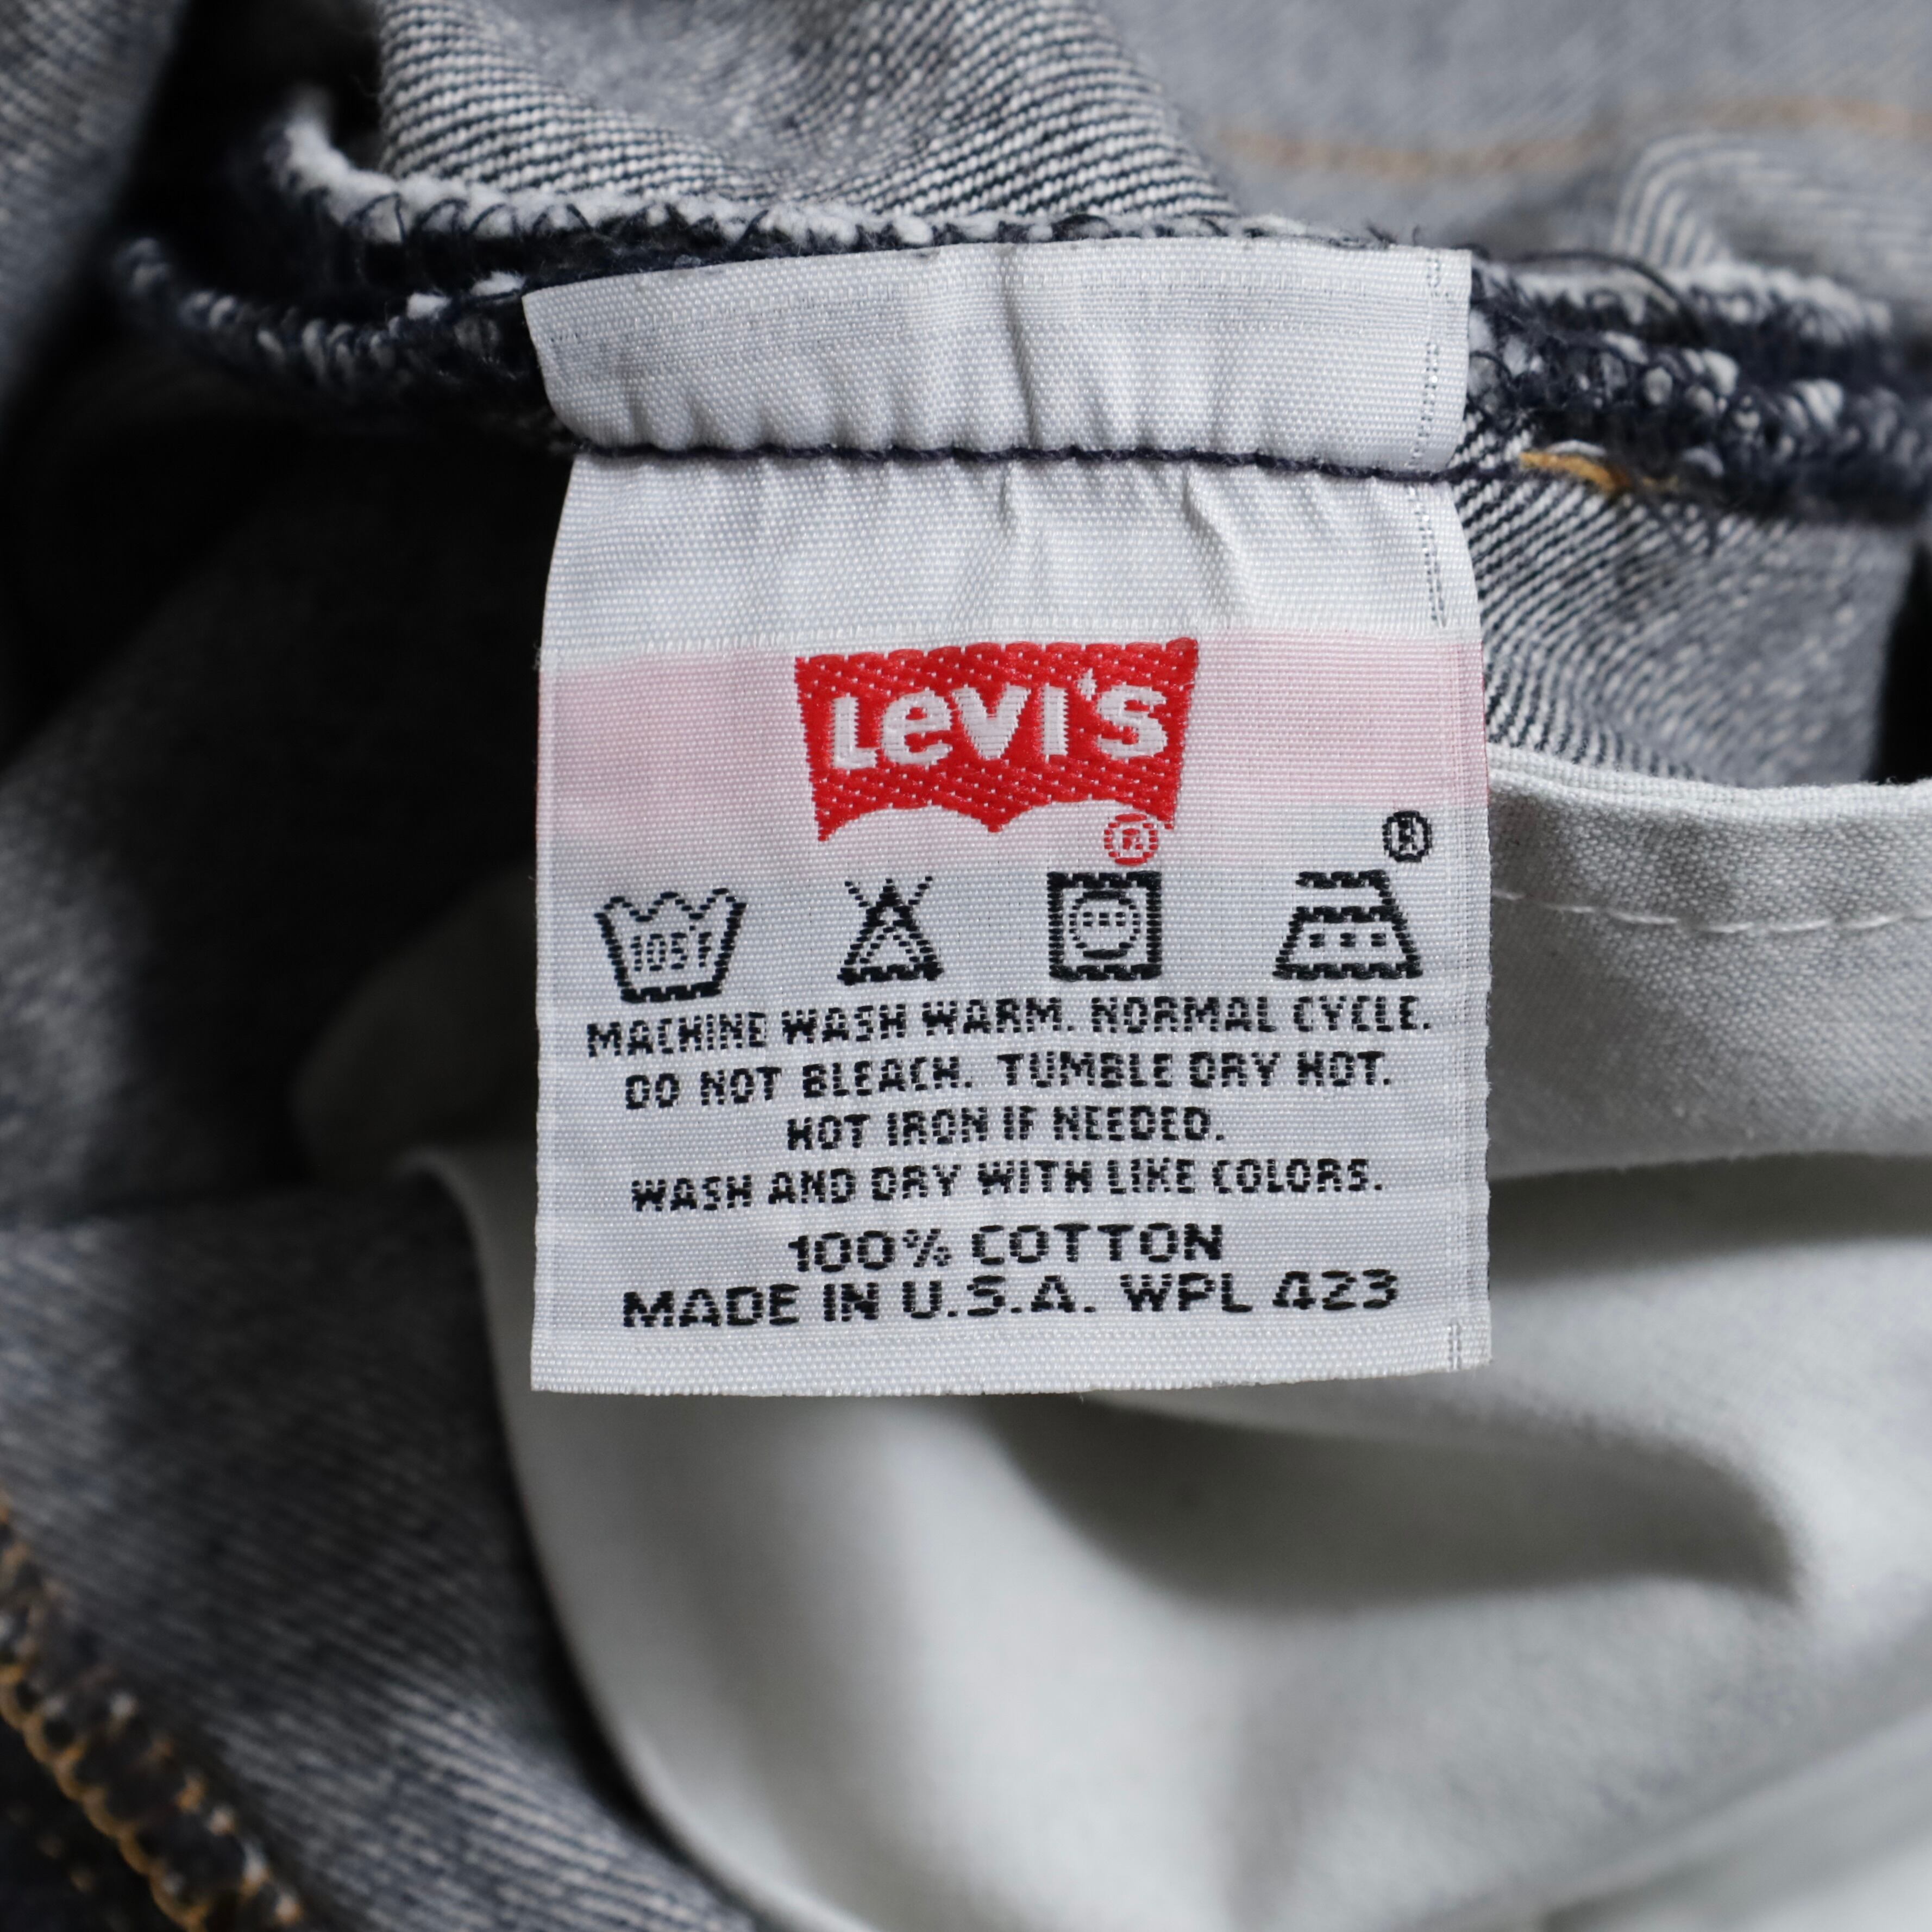 Levi's
®
®
105F
MACHINE WASH WARM. NORMAL CYCLE.
DO NOT BLEACH. TUMBLE DRY HOT.
HOT IRON IF NEEDED.
WASH AND DRY WITH LIKE COLORS.
100% COTTON
MADE IN U.S.A. WPL 423